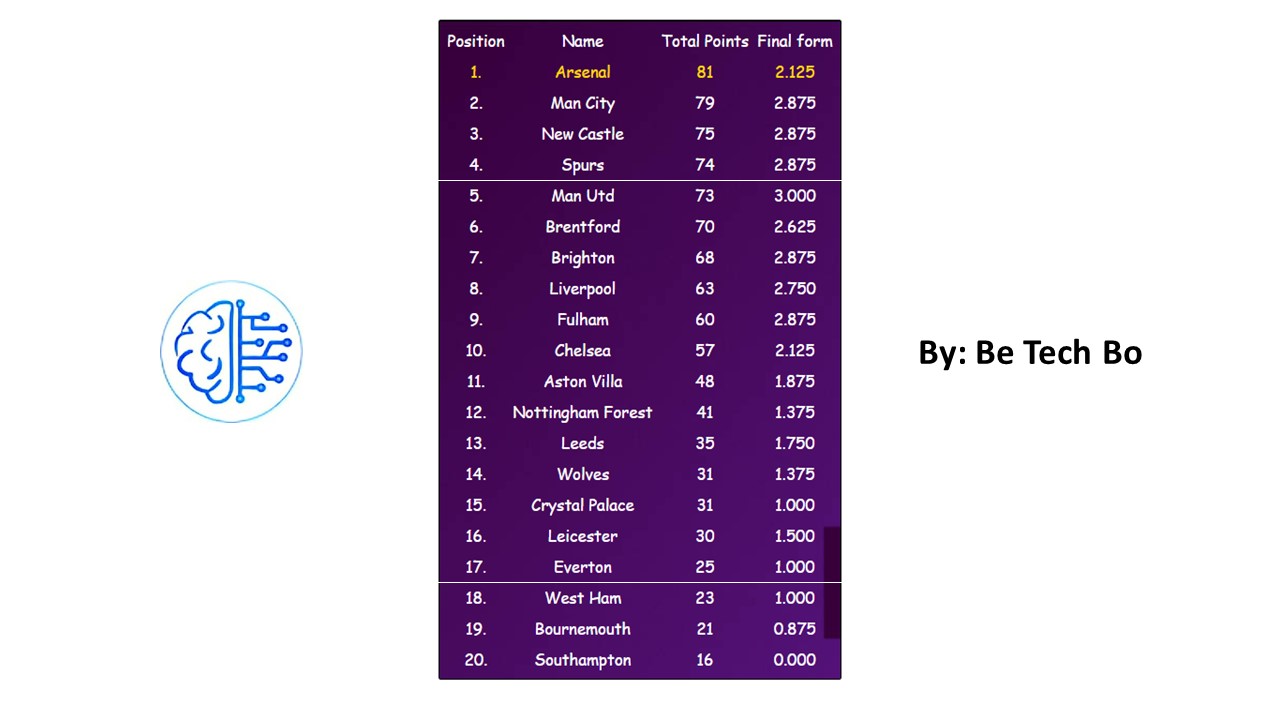 Position Name Total Points Final form
1. Arsenal 81 2.125
2. Man City 79 2.875
3. New Castle 75 2.875
4. Spurs 74 2.875
5. Man Utd 73 3.000
6. Brentford 70 2.625
7. Brighton 68 2.875
8. Liverpool 63 2.750
9. Fulham 60 2.875
10. Chelsea 57 2.125
11. Aston Villa 48 1.875
12. Nottingham Forest 41 1.375
13. Leeds 35 1.750
14. Wolves 31 1.375
15. Crystal Palace 31 1.000
16. Leicester 30 1.500
17. Everton 25 1.000
18. West Ham 23 1.000
19. Bournemouth 21 0.875
20. Southampton 16 0.000
By: Be Tech Bo